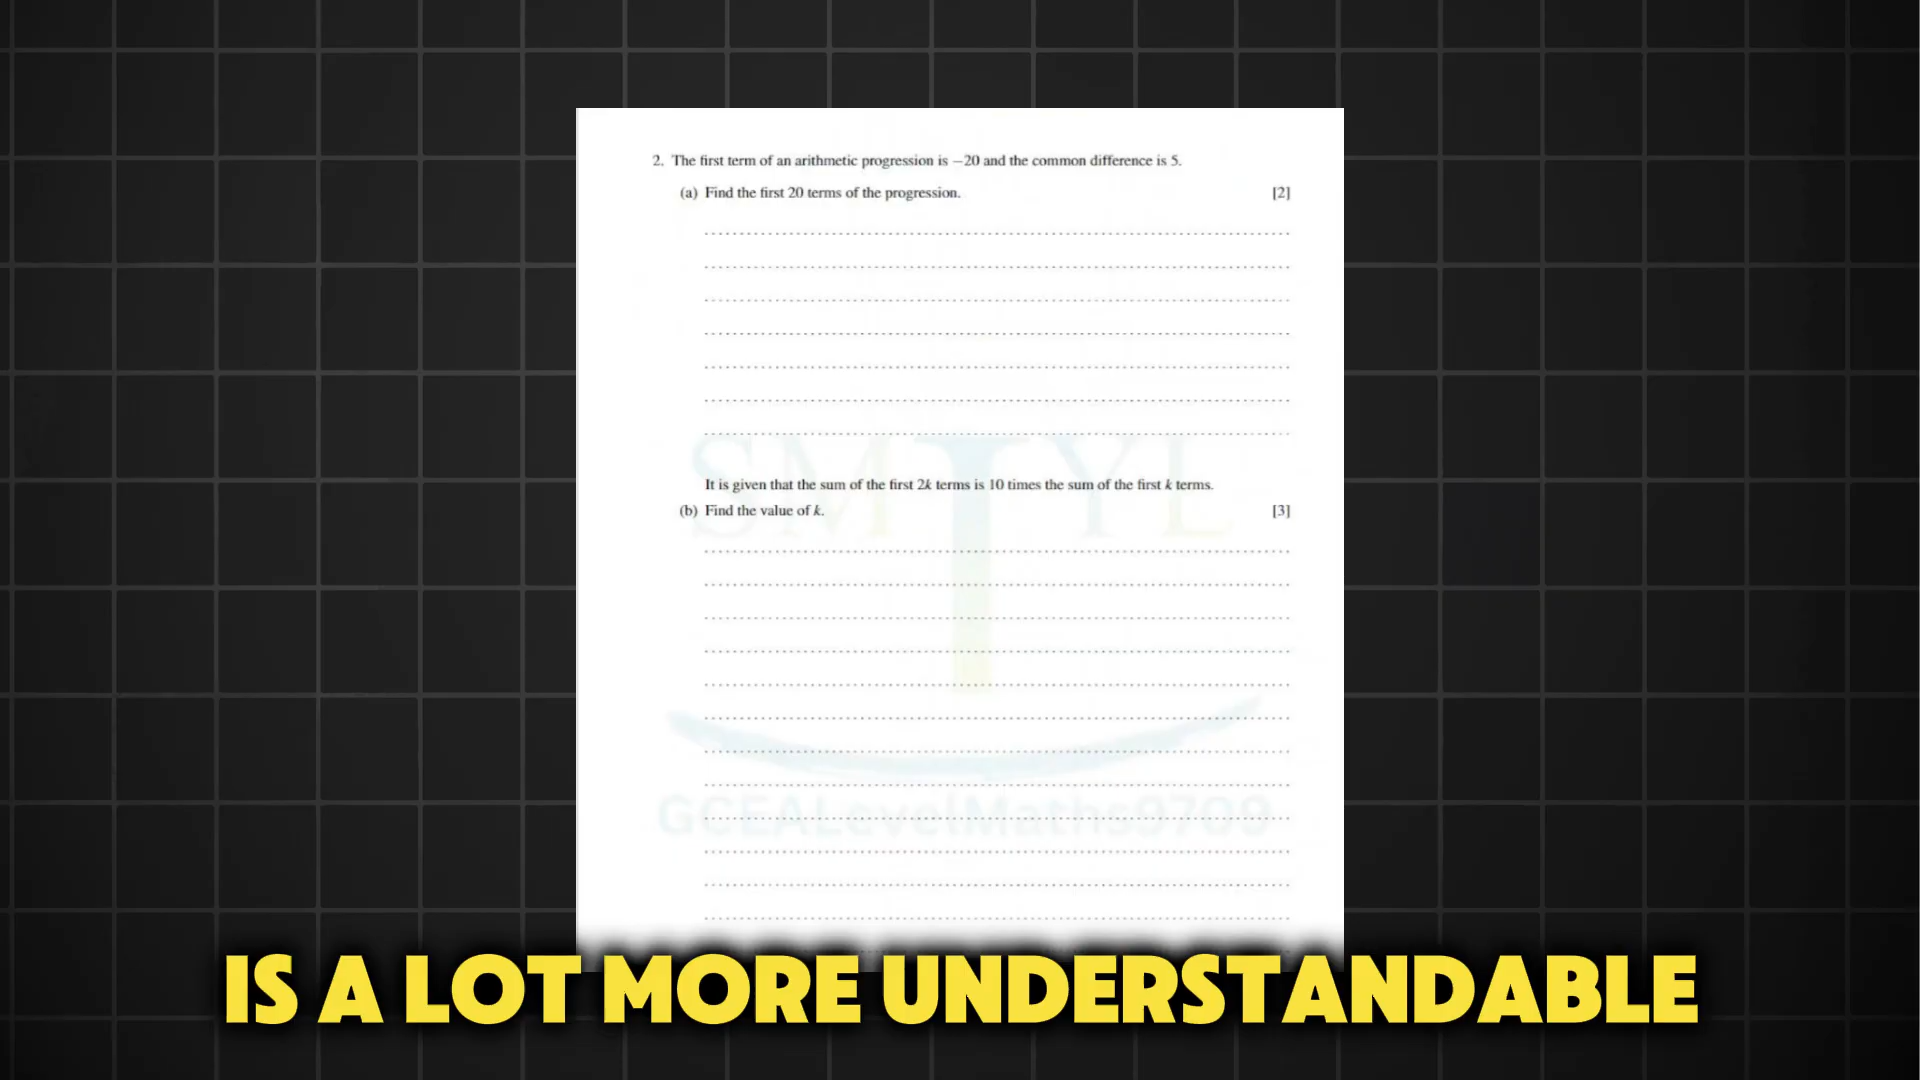 2. The first term of an arithmetic progression is −20 and the common difference is 5.
(a) Find the first 20 terms of the progression. [2]
It is given that the sum of the first 2k terms is 10 times the sum of the first k terms.
(b) Find the value of k. [3]
SMIYL
GCEALevelMaths9709
IS A LOT MORE UNDERSTANDABLE